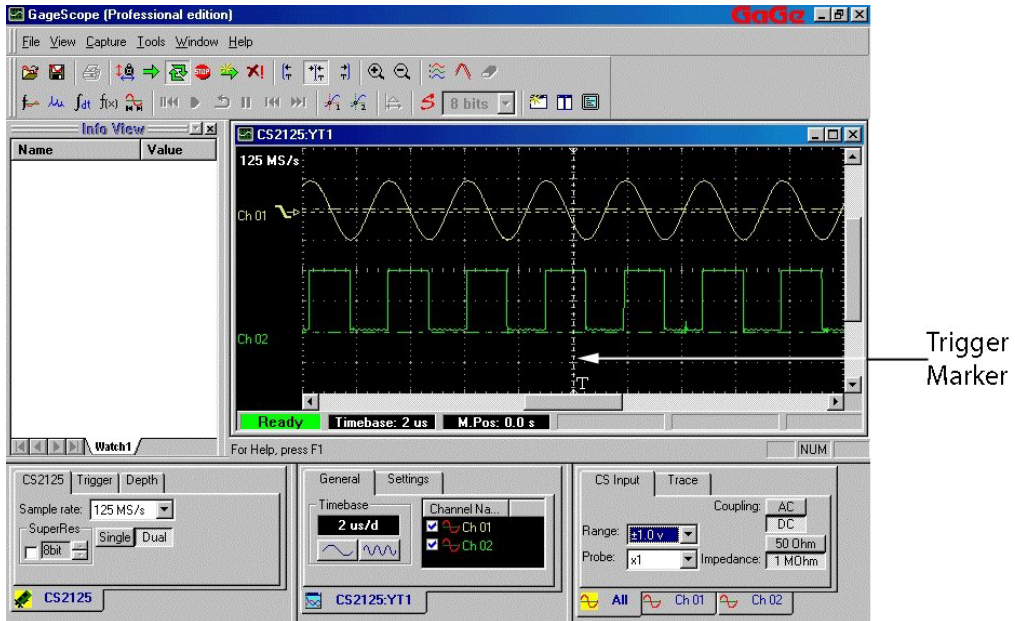 GageScope (Professional edition)
GaGe
File View Capture Tools Window Help
8 bits
Info View
Name Value
CS2125:YT1
125 MS/s
Ch 01
Ch 02
T
Trigger
Marker
Ready Timebase: 2 us M.Pos: 0.0 s
Watch1
For Help, press F1
NUM
CS2125 Trigger Depth
Sample rate: 125 MS/s
SuperRes
8bit
Single Dual
CS2125
General Settings
Timebase
2 us/d
Channel Na...
Ch 01
Ch 02
CS2125:YT1
CS Input Trace
Coupling: AC
DC
Range: ±1.0 v
50 Ohm
Probe: x1 Impedance: 1 MOhm
All Ch 01 Ch 02